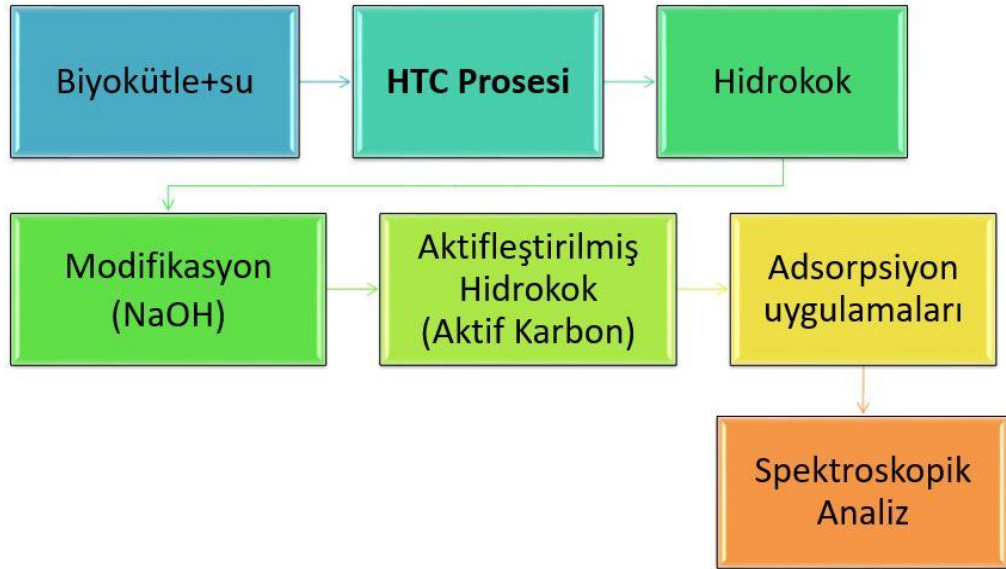 Biyokütle+su
HTC Prosesi
Hidrokok
Modifikasyon
(NaOH)
Aktifleştirilmiş
Hidrokok
(Aktif Karbon)
Adsorpsiyon
uygulamaları
Spektroskopik
Analiz